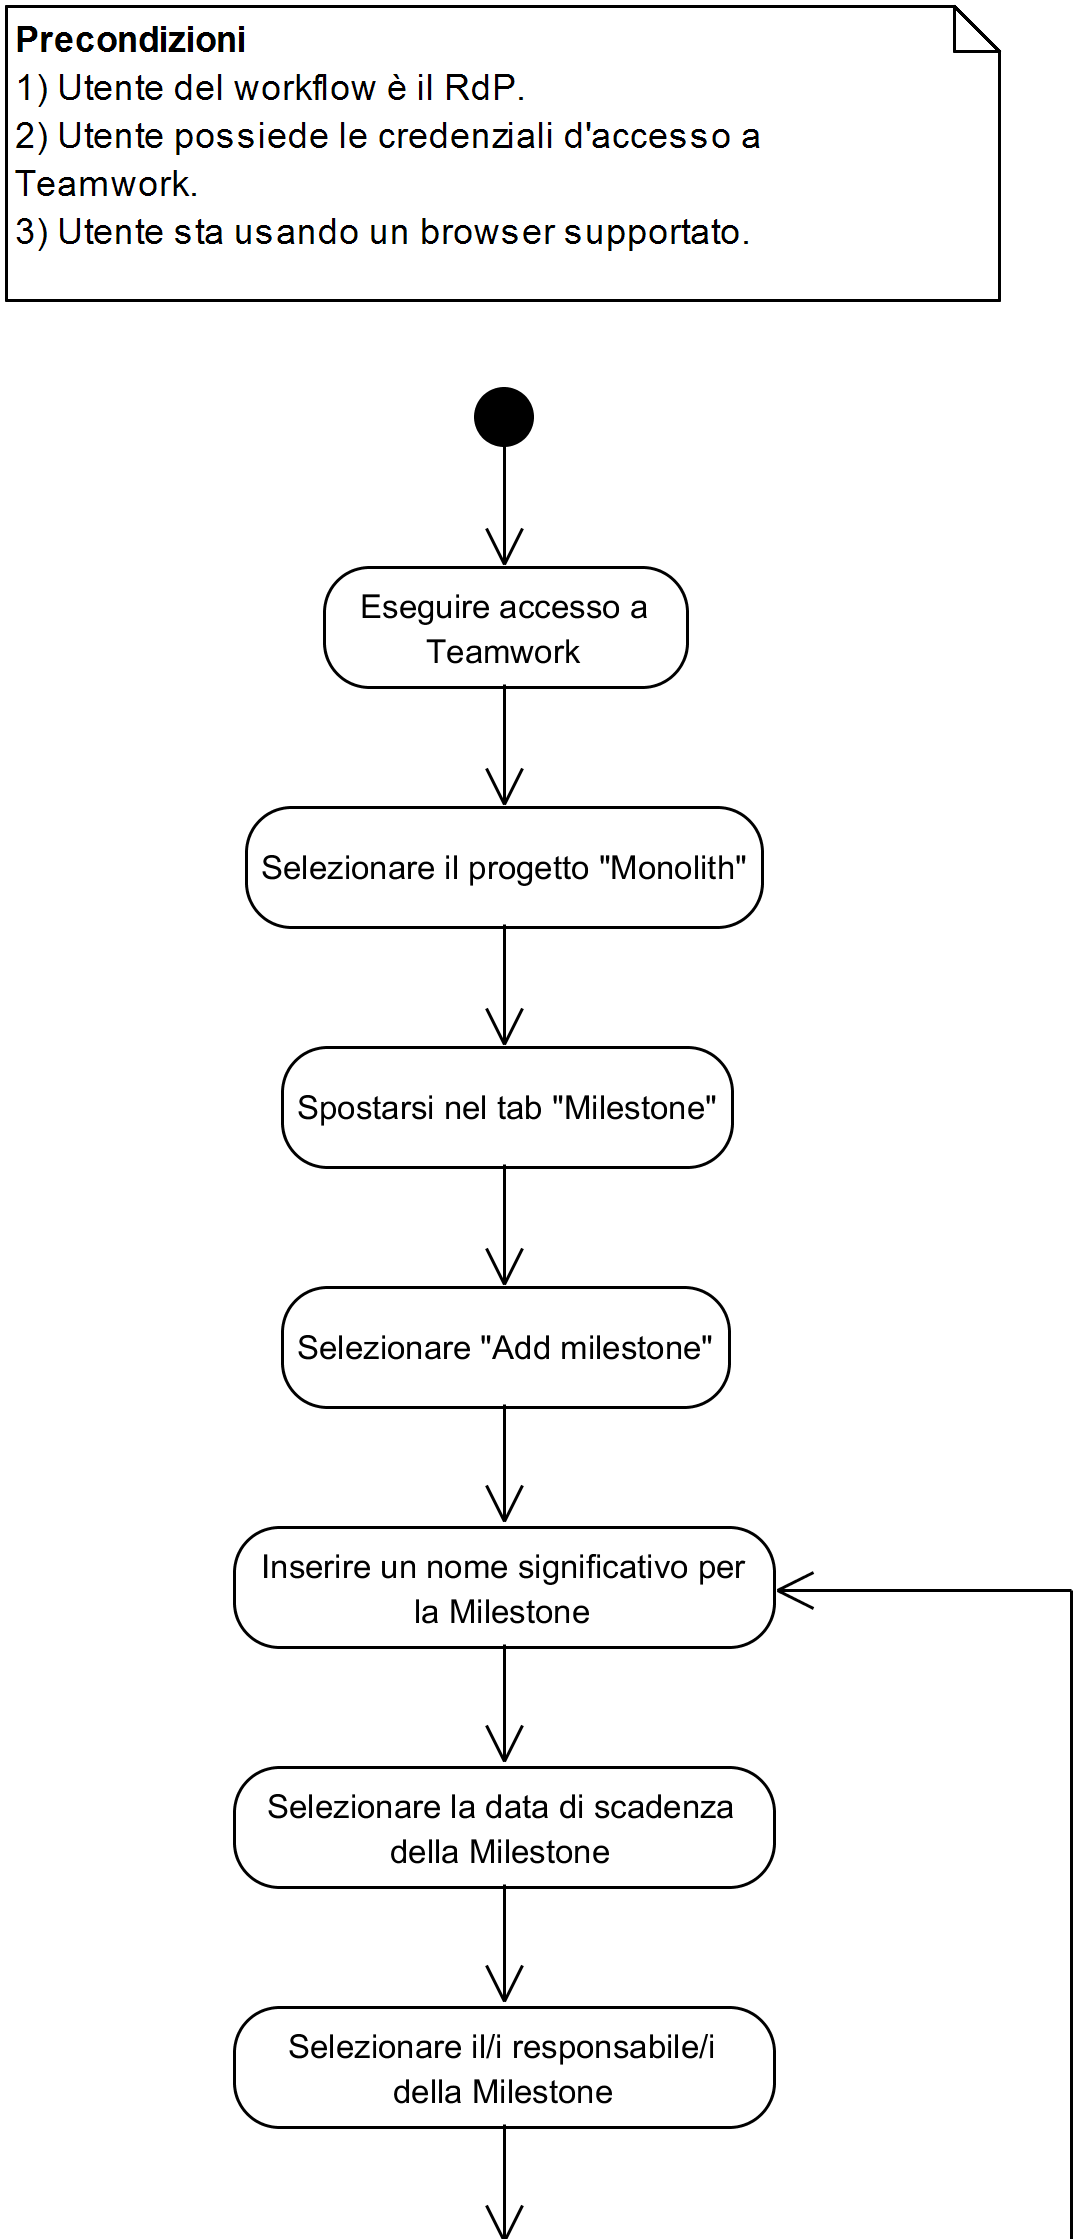 Precondizioni
1) Utente del workflow è il RdP.
2) Utente possiede le credenziali d'accesso a
Teamwork.
3) Utente sta usando un browser supportato.
Eseguire accesso a
Teamwork
Selezionare il progetto "Monolith"
Spostarsi nel tab "Milestone"
Selezionare "Add milestone"
Inserire un nome significativo per
la Milestone
Selezionare la data di scadenza
della Milestone
Selezionare il/i responsabile/i
della Milestone